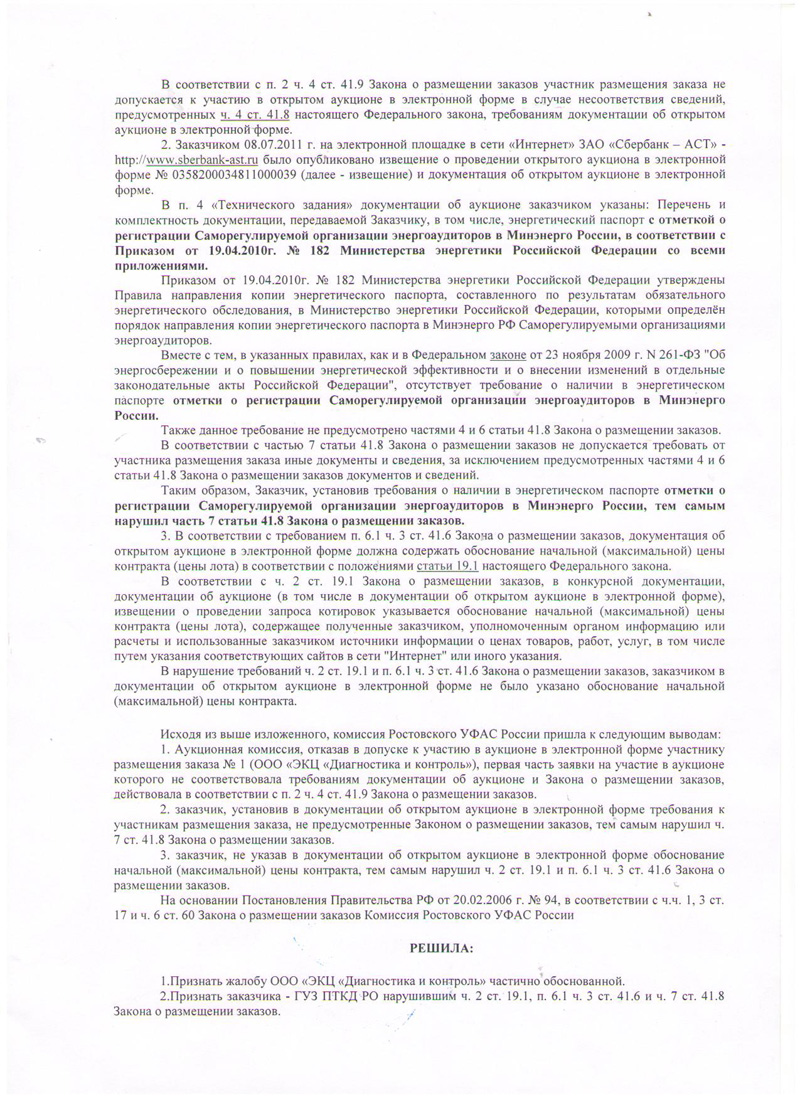 В соответствии с п. 2 ч. 4 ст. 41.9 Закона о размещении заказов участник размещения заказа не
допускается к участию в открытом аукционе в электронной форме в случае несоответствия сведений,
предусмотренных ч. 4 ст. 41.8 настоящего Федерального закона, требованиям документации об открытом
аукционе в электронной форме.
2. Заказчиком 08.07.2011 г. на электронной площадке в сети «Интернет» ЗАО «Сбербанк – АСТ» -
http://www.sberbank-ast.ru было опубликовано извещение о проведении открытого аукциона в электронной
форме № 0358200034811000039 (далее - извещение) и документация об открытом аукционе в электронной
форме.
В п. 4 «Технического задания» документации об аукционе заказчиком указаны: Перечень и
комплектность документации, передаваемой Заказчику, в том числе, энергетический паспорт с отметкой о
регистрации Саморегулируемой организации энергоаудиторов в Минэнерго России, в соответствии с
Приказом от 19.04.2010г. № 182 Министерства энергетики Российской Федерации со всеми
приложениями.
Приказом от 19.04.2010г. № 182 Министерства энергетики Российской Федерации утверждены
Правила направления копии энергетического паспорта, составленного по результатам обязательного
энергетического обследования, в Министерство энергетики Российской Федерации, которыми определён
порядок направления копии энергетического паспорта в Минэнерго РФ Саморегулируемыми организациями
энергоаудиторов.
Вместе с тем, в указанных правилах, как и в Федеральном законе от 23 ноября 2009 г. N 261-ФЗ "Об
энергосбережении и о повышении энергетической эффективности и о внесении изменений в отдельные
законодательные акты Российской Федерации", отсутствует требование о наличии в энергетическом
паспорте отметки о регистрации Саморегулируемой организации энергоаудиторов в Минэнерго
России.
Также данное требование не предусмотрено частями 4 и 6 статьи 41.8 Закона о размещении заказов.
В соответствии с частью 7 статьи 41.8 Закона о размещении заказов не допускается требовать от
участника размещения заказа иные документы и сведения, за исключением предусмотренных частями 4 и 6
статьи 41.8 Закона о размещении заказов документов и сведений.
Таким образом, Заказчик, установив требования о наличии в энергетическом паспорте отметки о
регистрации Саморегулируемой организации энергоаудиторов в Минэнерго России, тем самым
нарушил часть 7 статьи 41.8 Закона о размещении заказов.
3. В соответствии с требованием п. 6.1 ч. 3 ст. 41.6 Закона о размещении заказов, документация об
открытом аукционе в электронной форме должна содержать обоснование начальной (максимальной) цены
контракта (цены лота) в соответствии с положениями статьи 19.1 настоящего Федерального закона.
В соответствии с ч. 2 ст. 19.1 Закона о размещении заказов, в конкурсной документации,
документации об аукционе (в том числе в документации об открытом аукционе в электронной форме),
извещении о проведении запроса котировок указывается обоснование начальной (максимальной) цены
контракта (цены лота), содержащее полученные заказчиком, уполномоченным органом информацию или
расчеты и использованные заказчиком источники информации о ценах товаров, работ, услуг, в том числе
путем указания соответствующих сайтов в сети "Интернет" или иного указания.
В нарушение требований ч. 2 ст. 19.1 и п. 6.1 ч. 3 ст. 41.6 Закона о размещении заказов, заказчиком в
документации об открытом аукционе в электронной форме не было указано обоснование начальной
(максимальной) цены контракта.
Исходя из выше изложенного, комиссия Ростовского УФАС России пришла к следующим выводам:
1. Аукционная комиссия, отказав в допуске к участию в аукционе в электронной форме участнику
размещения заказа № 1 (ООО «ЭКЦ «Диагностика и контроль»), первая часть заявки на участие в аукционе
которого не соответствовала требованиям документации об аукционе и Закона о размещении заказов,
действовала в соответствии с п. 2 ч. 4 ст. 41.9 Закона о размещении заказов.
2. заказчик, установив в документации об открытом аукционе в электронной форме требования к
участникам размещения заказа, не предусмотренные Законом о размещении заказов, тем самым нарушил ч.
7 ст. 41.8 Закона о размещении заказов.
3. заказчик, не указав в документации об открытом аукционе в электронной форме обоснование
начальной (максимальной) цены контракта, тем самым нарушил ч. 2 ст. 19.1 и п. 6.1 ч. 3 ст. 41.6 Закона о
размещении заказов.
На основании Постановления Правительства РФ от 20.02.2006 г. № 94, в соответствии с ч.ч. 1, 3 ст.
17 и ч. 6 ст. 60 Закона о размещении заказов Комиссия Ростовского УФАС России
РЕШИЛА:
1.Признать жалобу ООО «ЭКЦ «Диагностика и контроль» частично обоснованной.
2.Признать заказчика - ГУЗ ПТКД РО нарушившим ч. 2 ст. 19.1, п. 6.1 ч. 3 ст. 41.6 и ч. 7 ст. 41.8
Закона о размещении заказов.